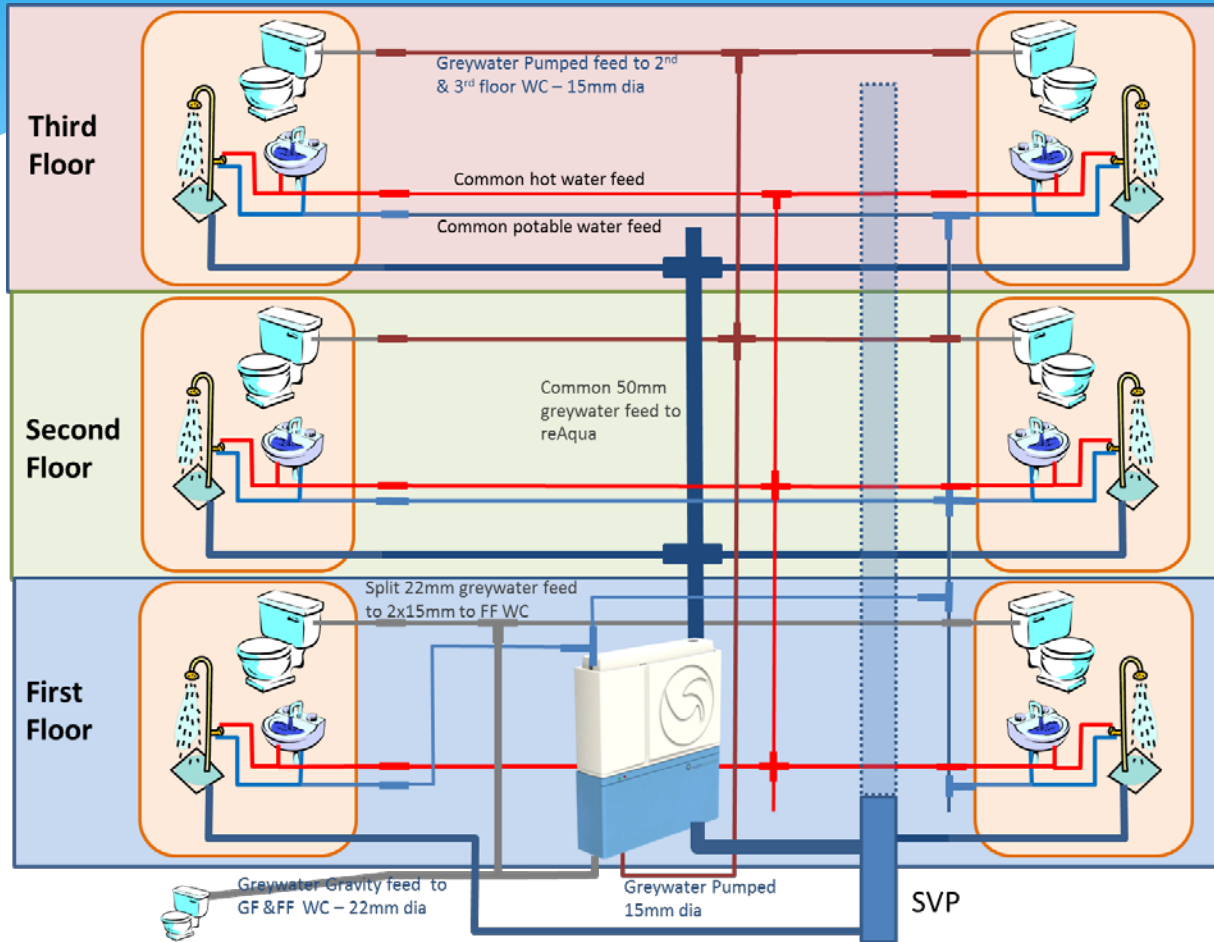 Greywater Pumped feed to 2nd
& 3rd floor WC – 15mm dia
Third
Floor
Common hot water feed
Common potable water feed
Common 50mm
greywater feed to
reAqua
Second
Floor
Split 22mm greywater feed
to 2x15mm to FF WC
First
Floor
Greywater Gravity feed to
GF &FF WC – 22mm dia
Greywater Pumped
15mm dia
SVP